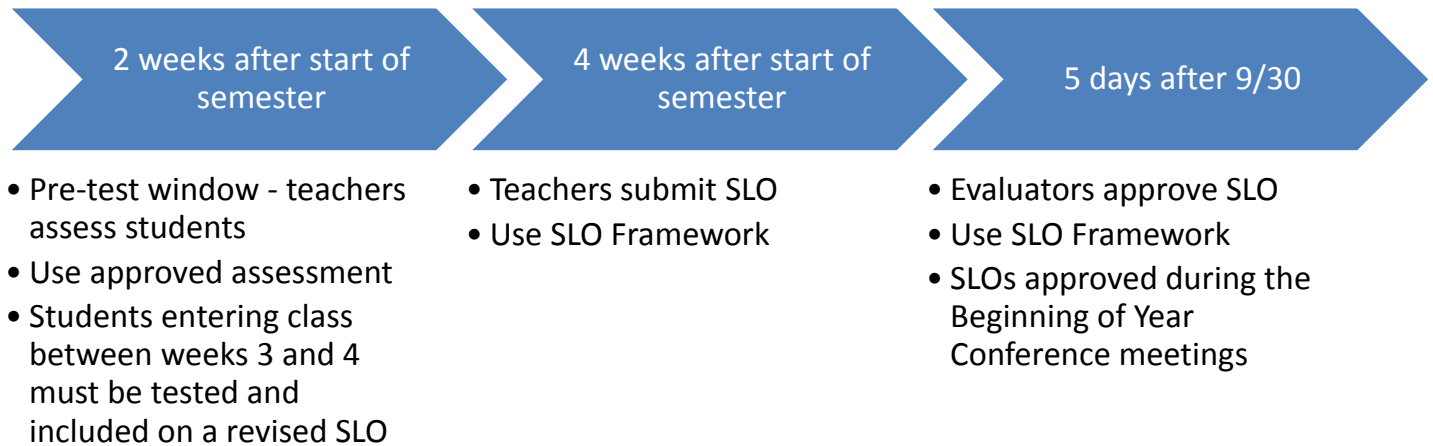 2 weeks after start of
semester
4 weeks after start of
semester
5 days after 9/30
• Pre-test window - teachers
assess students
• Use approved assessment
• Students entering class
between weeks 3 and 4
must be tested and
included on a revised SLO
• Teachers submit SLO
• Use SLO Framework
• Evaluators approve SLO
• Use SLO Framework
• SLOs approved during the
Beginning of Year
Conference meetings